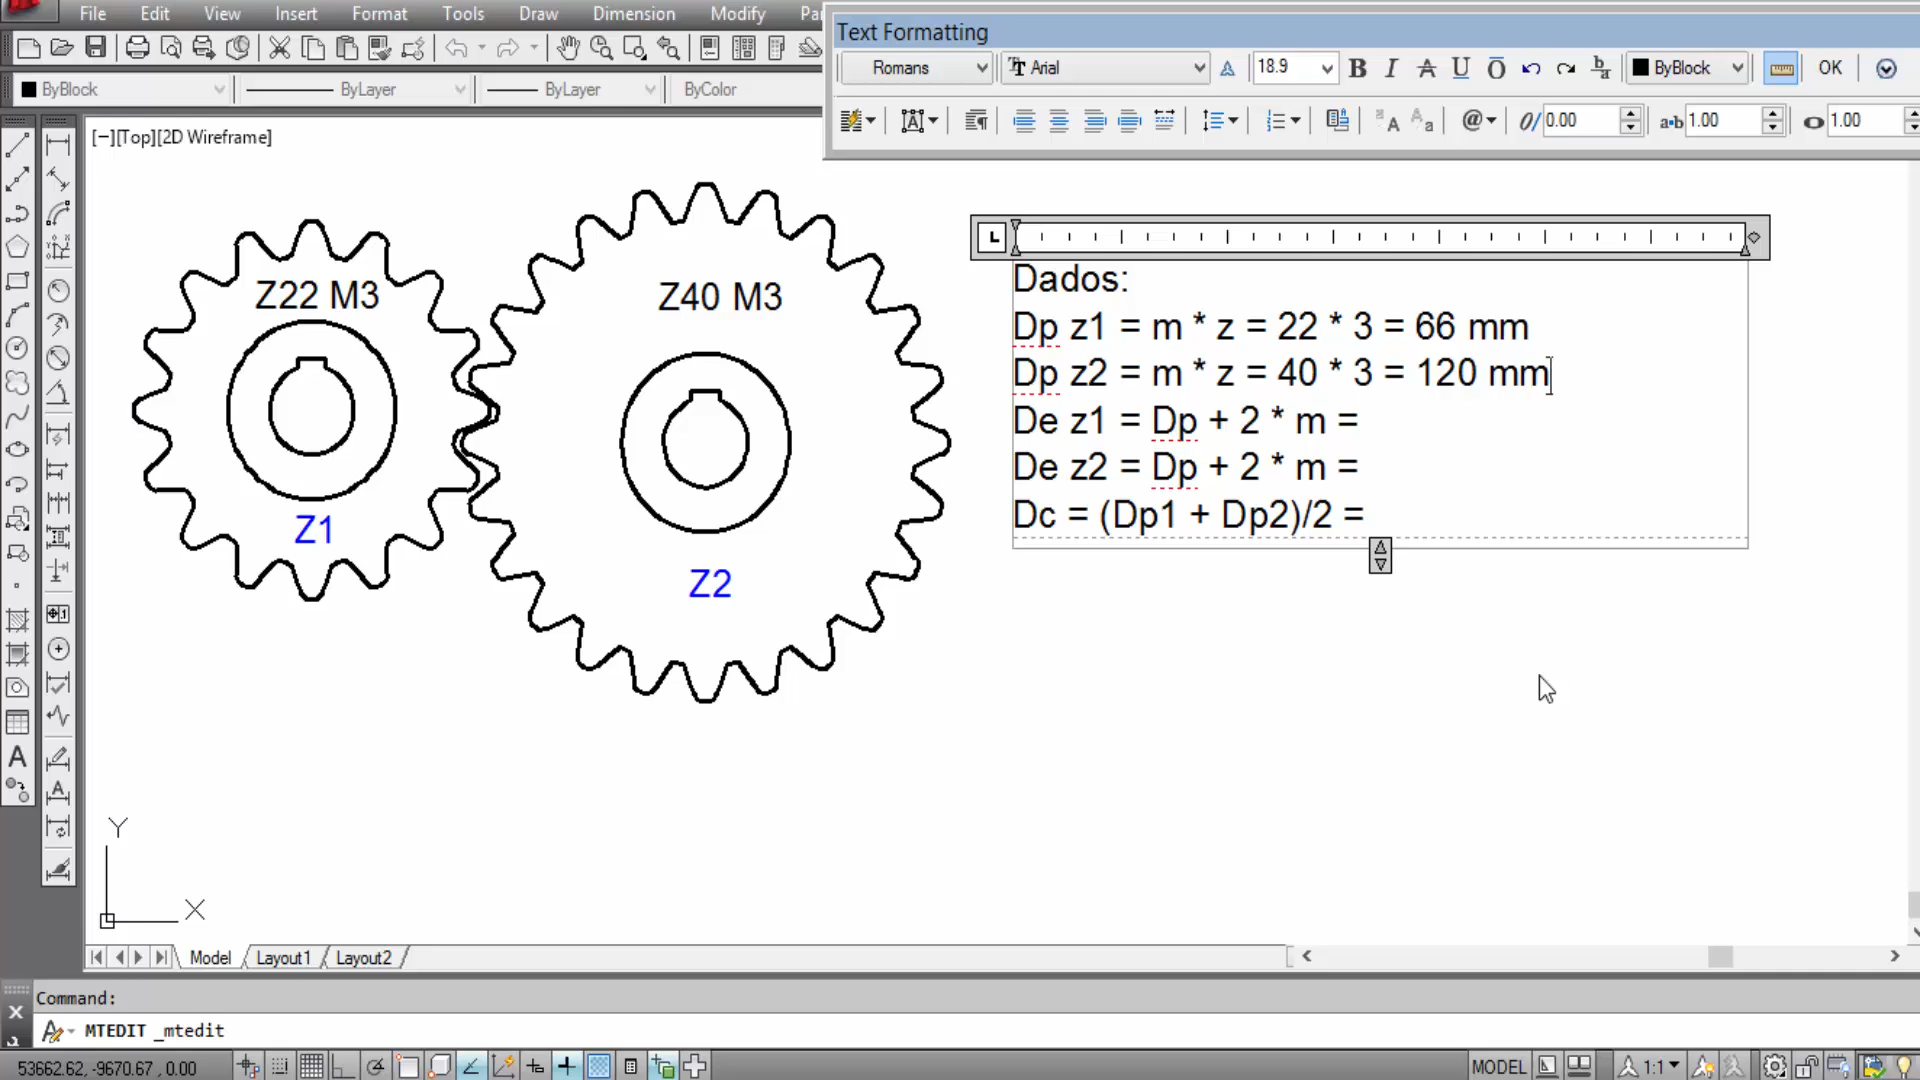 File Edit View Insert Format Tools Draw Dimension Modify Pa
Text Formatting
Romans Arial 18.9 B I A U O ByBlock OK
ByBlock ByLayer ByLayer ByColor
@ 0/ 0.00 a•b 1.00 1.00
[−][Top][2D Wireframe]
L
Z22 M3
Z1
Z40 M3
Z2
Dados:
Dp z1 = m * z = 22 * 3 = 66 mm
Dp z2 = m * z = 40 * 3 = 120 mm
De z1 = Dp + 2 * m =
De z2 = Dp + 2 * m =
Dc = (Dp1 + Dp2)/2 =
Y
X
Model Layout1 Layout2
Command:
MTEDIT _mtedit
53662.62, -9670.67 , 0.00
MODEL 1:1